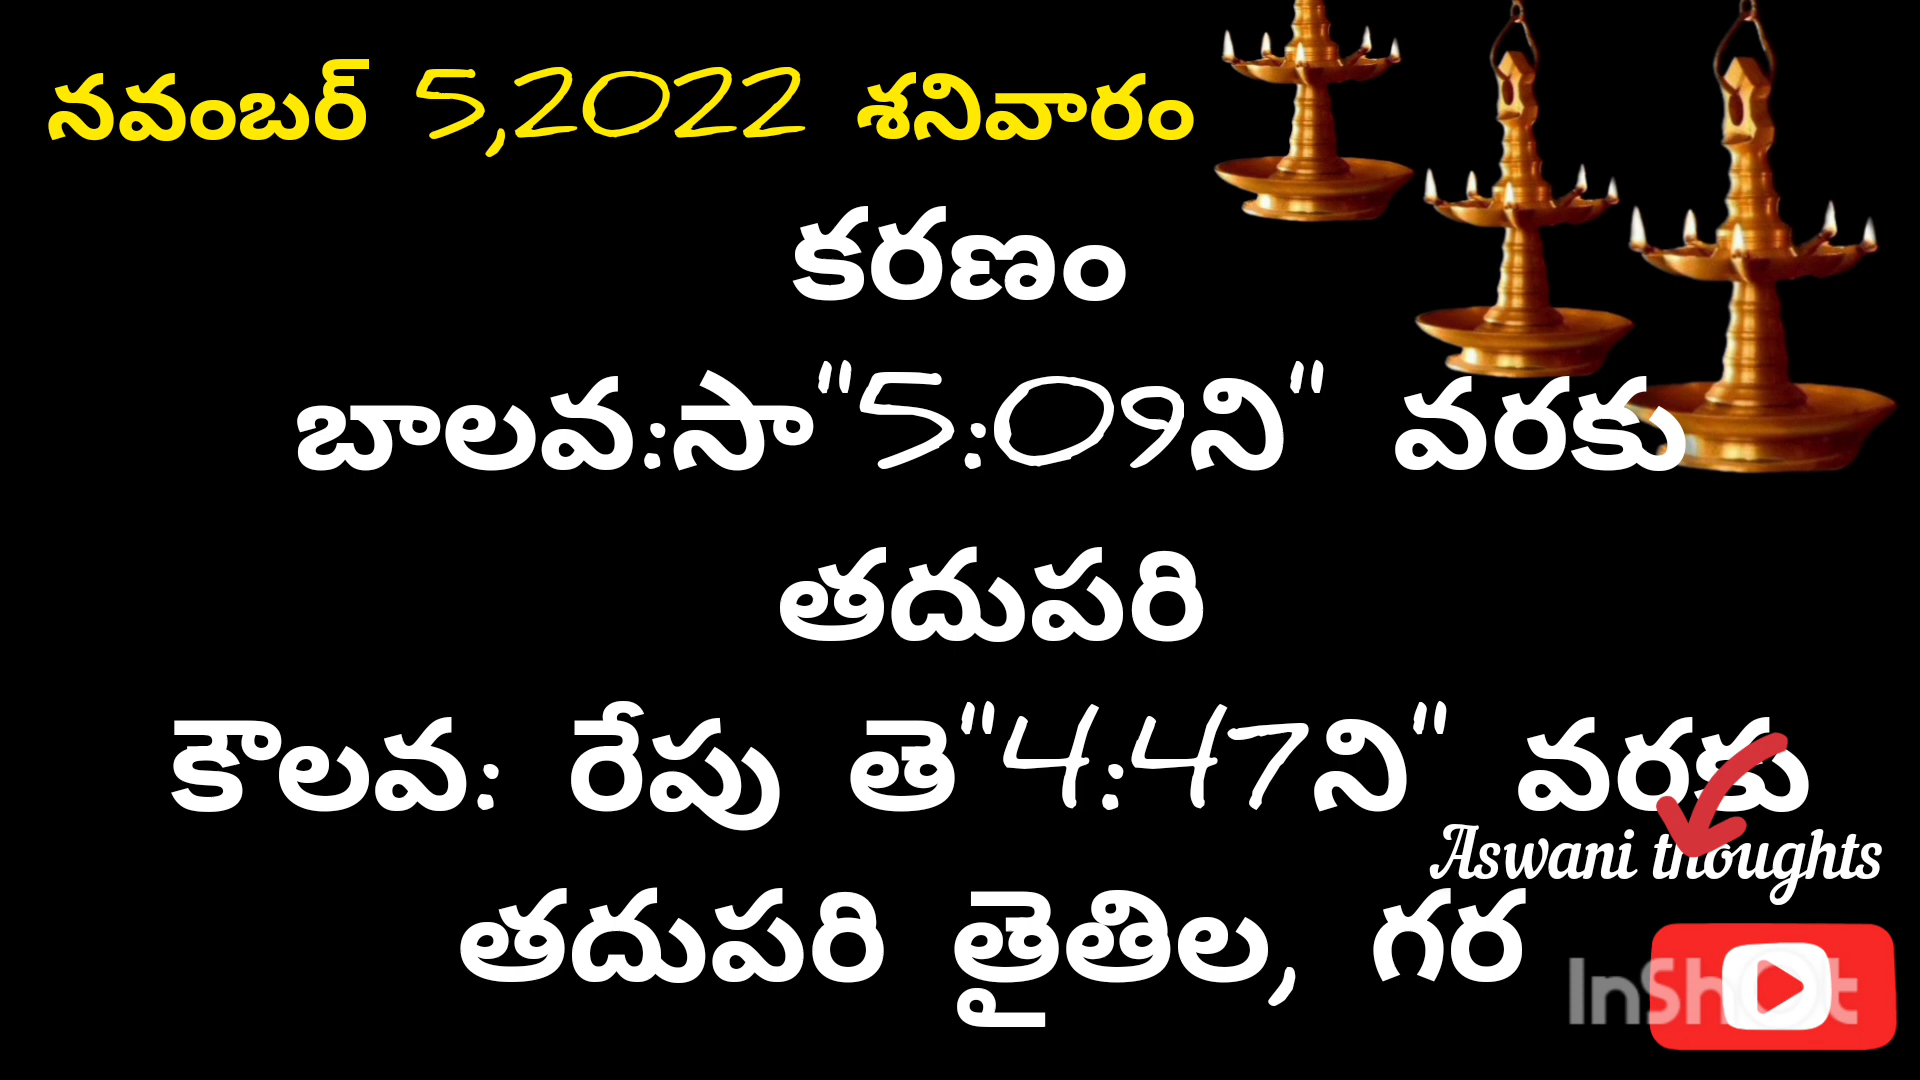 నవంబర్ 5,2022 శనివారం
కరణం
బాలవ:సా"5:09ని" వరకు
తదుపరి
కౌలవ: రేపు తె"4:47ని" వరకు
Aswani thoughts
తదుపరి తైతిల, గర
InShOt